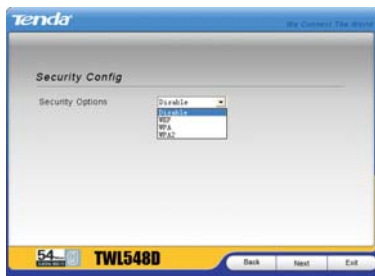 Tenda
We Connect The World
Security Config
Security Options
Disable
Disable
WEP
WPA
WPA2
54
TWL548D
Back
Next
Exit